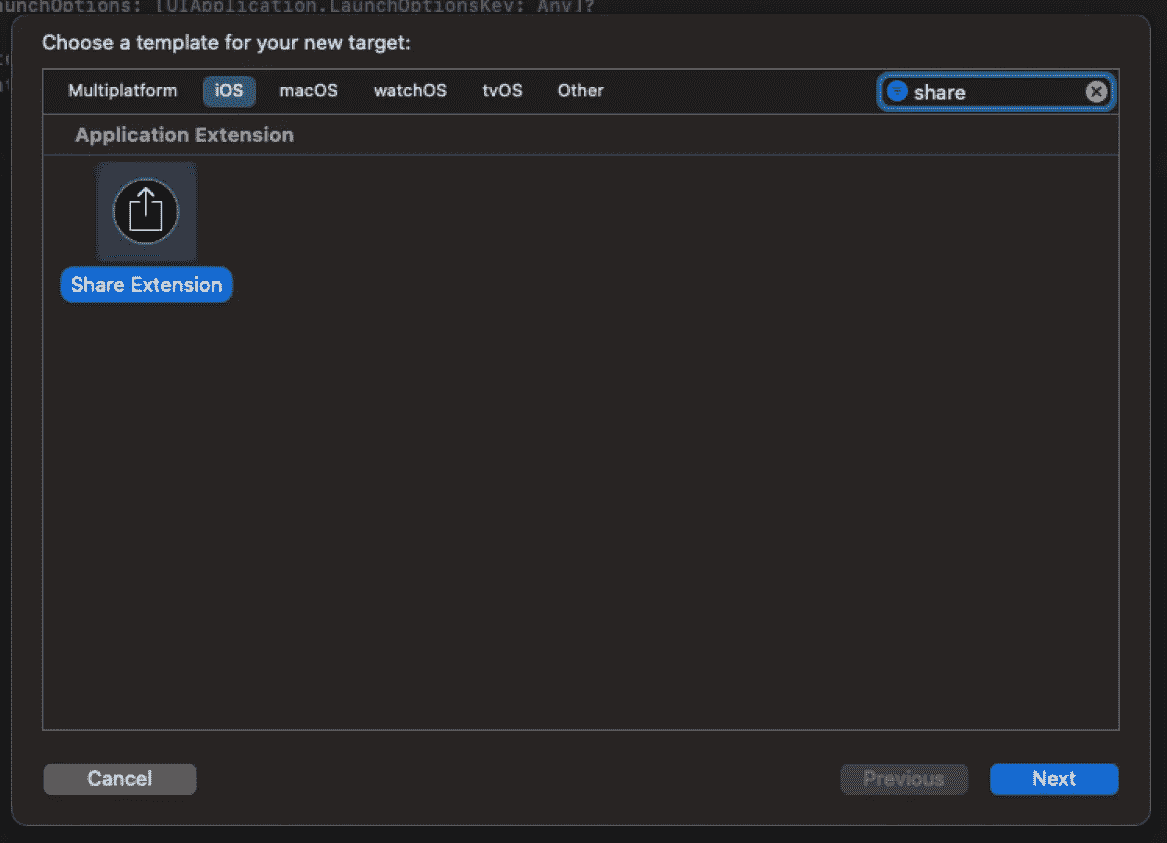 aunchOptions: [UIApplication.LaunchOptionsKey: Any]?
Choose a template for your new target:
Multiplatform iOS macOS watchOS tvOS Other share
Application Extension
Share Extension
Cancel Previous Next